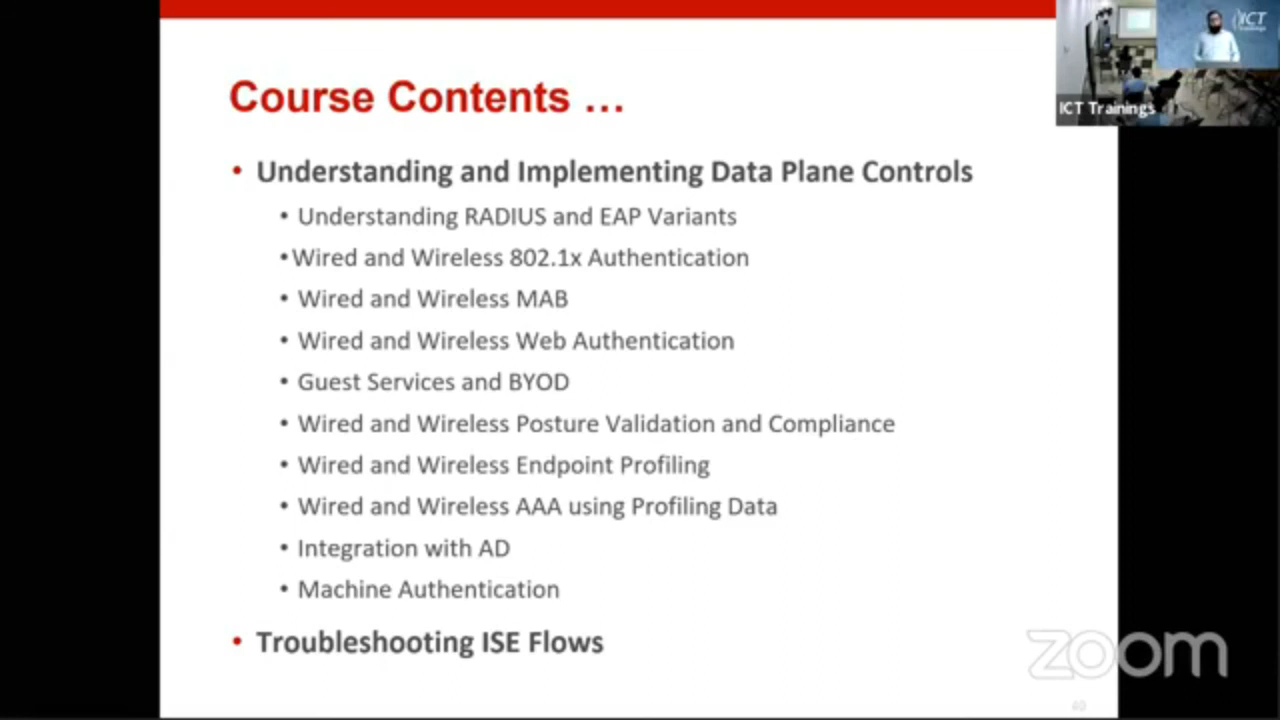 Course Contents …
• Understanding and Implementing Data Plane Controls
• Understanding RADIUS and EAP Variants
•Wired and Wireless 802.1x Authentication
• Wired and Wireless MAB
• Wired and Wireless Web Authentication
• Guest Services and BYOD
• Wired and Wireless Posture Validation and Compliance
• Wired and Wireless Endpoint Profiling
• Wired and Wireless AAA using Profiling Data
• Integration with AD
• Machine Authentication
• Troubleshooting ISE Flows
ICT
ICT Trainings
zoom
40